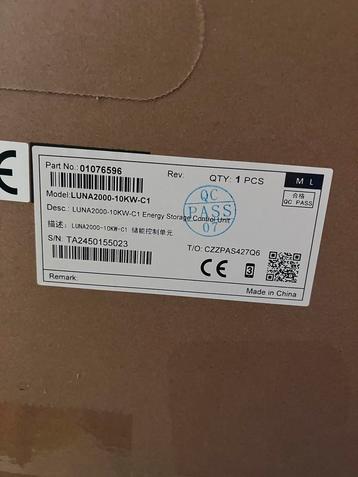 Part No.:01076596
Rev.
QTY: 1 PCS
M L
Model:LUNA2000-10KW-C1
合格
QC PASS
QC
PASS
07
Desc.: LUNA2000-10KW-C1 Energy Storage Control Unit
描述: LUNA2000-10KW-C1 储能控制单元
S/N: TA2450155023
T/O: CZZPAS427Q6
CE
3
Remark:
Made in China
CE